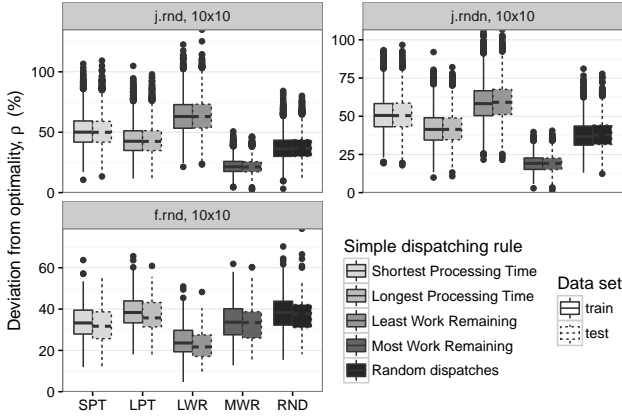 j.rnd, 10x10
j.rndn, 10x10
100
50
0
100
75
50
25
0
Deviation from optimality, ρ (%)
f.rnd, 10x10
60
40
20
0
SPT LPT LWR MWR RND
Simple dispatching rule
Shortest Processing Time
Longest Processing Time
Least Work Remaining
Most Work Remaining
Random dispatches
Data set
train
test